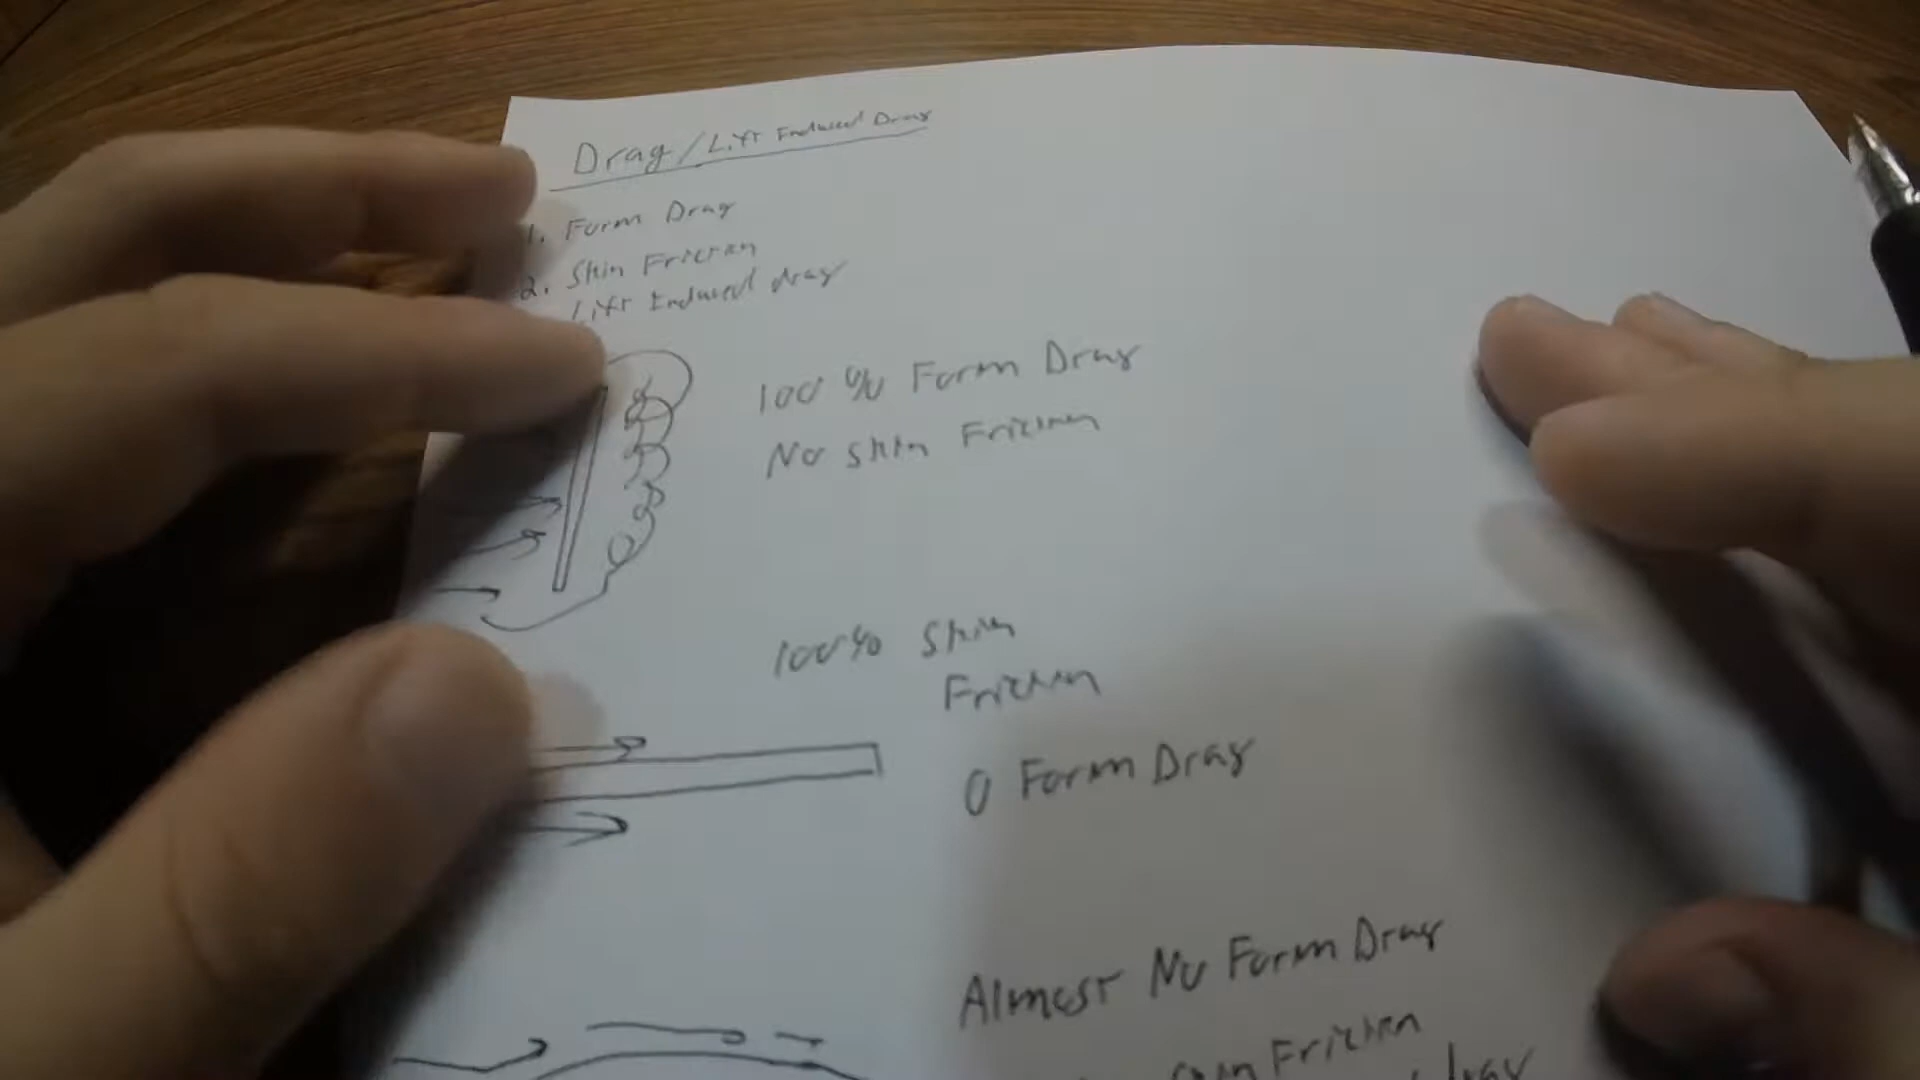 Drag/Lift Induced Drag
1. Form Drag
2. Skin Friction
Lift Induced drag
100% Form Drag
No Skin Friction
100% Skin
Friction
0 Form Drag
Almost No Form Drag
Friction
drag